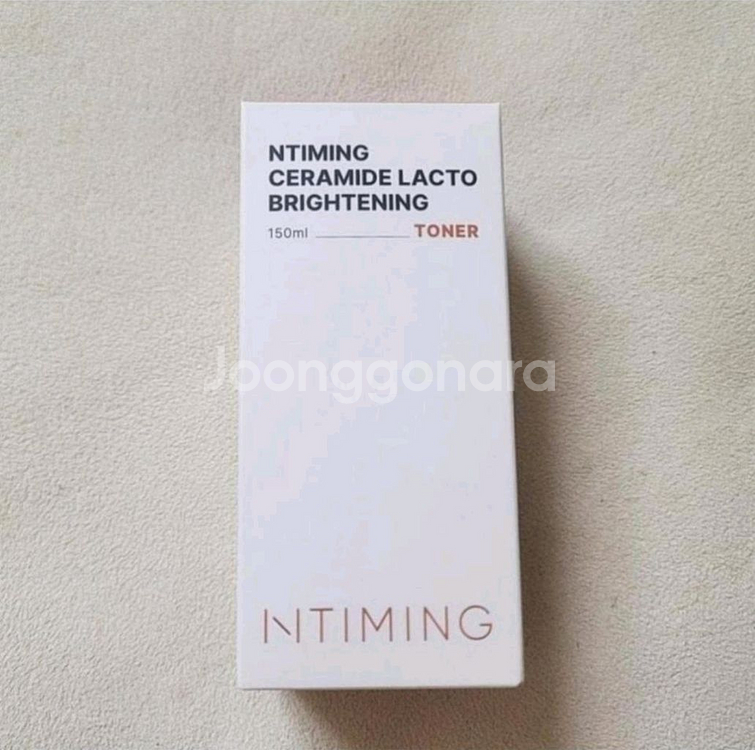 NTIMING
CERAMIDE LACTO
BRIGHTENING
150ml TONER
Joonggonara
NTIMING